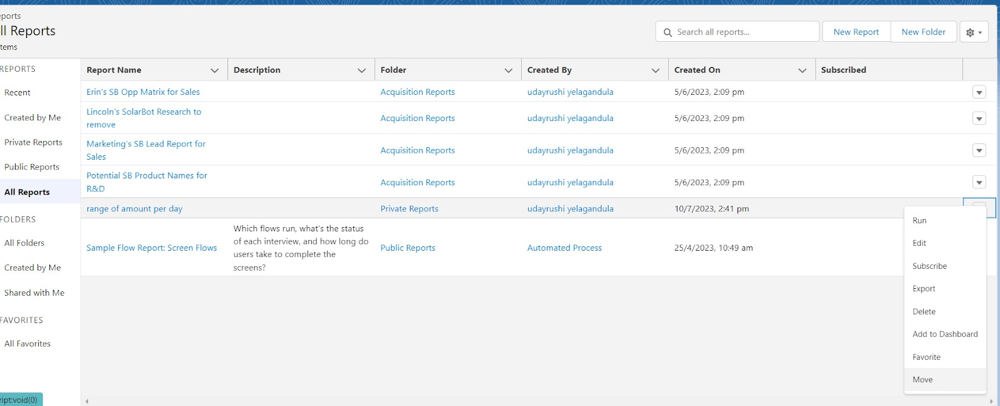 eports
ll Reports
tems
Search all reports...
New Report
New Folder
REPORTS
Recent
Created by Me
Private Reports
Public Reports
All Reports
FOLDERS
All Folders
Created by Me
Shared with Me
FAVORITES
All Favorites
ript:void(0)
Report Name Description Folder Created By Created On Subscribed
Erin's SB Opp Matrix for Sales Acquisition Reports udayrushi yelagandula 5/6/2023, 2:09 pm
Lincoln's SolarBot Research to
remove
Acquisition Reports udayrushi yelagandula 5/6/2023, 2:09 pm
Marketing's SB Lead Report for
Sales
Acquisition Reports udayrushi yelagandula 5/6/2023, 2:09 pm
Potential SB Product Names for
R&D
Acquisition Reports udayrushi yelagandula 5/6/2023, 2:09 pm
range of amount per day Private Reports udayrushi yelagandula 10/7/2023, 2:41 pm
Sample Flow Report: Screen Flows
Which flows run, what's the status
of each interview, and how long do
users take to complete the
screens?
Public Reports Automated Process 25/4/2023, 10:49 am
Run
Edit
Subscribe
Export
Delete
Add to Dashboard
Favorite
Move